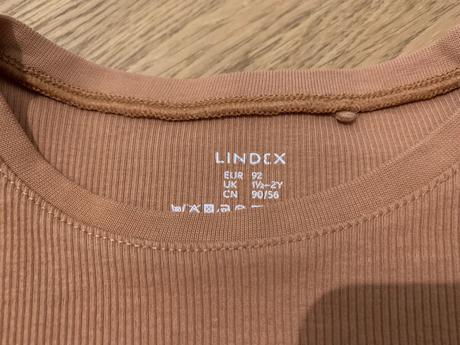 LINDEX
EUR 92
UK 1½-2Y
CN 90/56